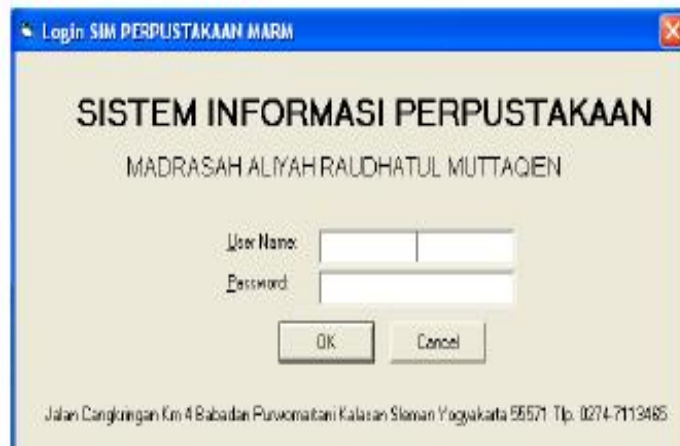 Login SIM PERPUSTAKAAN MARM
SISTEM INFORMASI PERPUSTAKAAN
MADRASAH ALIYAH RAUDHATUL MUTTAQIEN
User Name:
Password:
OK Cancel
Jalan Cangkringan Km 4 Babadan Purwomartani Kalasan Sleman Yogyakarta 55571 Tlp. 0274-7113465